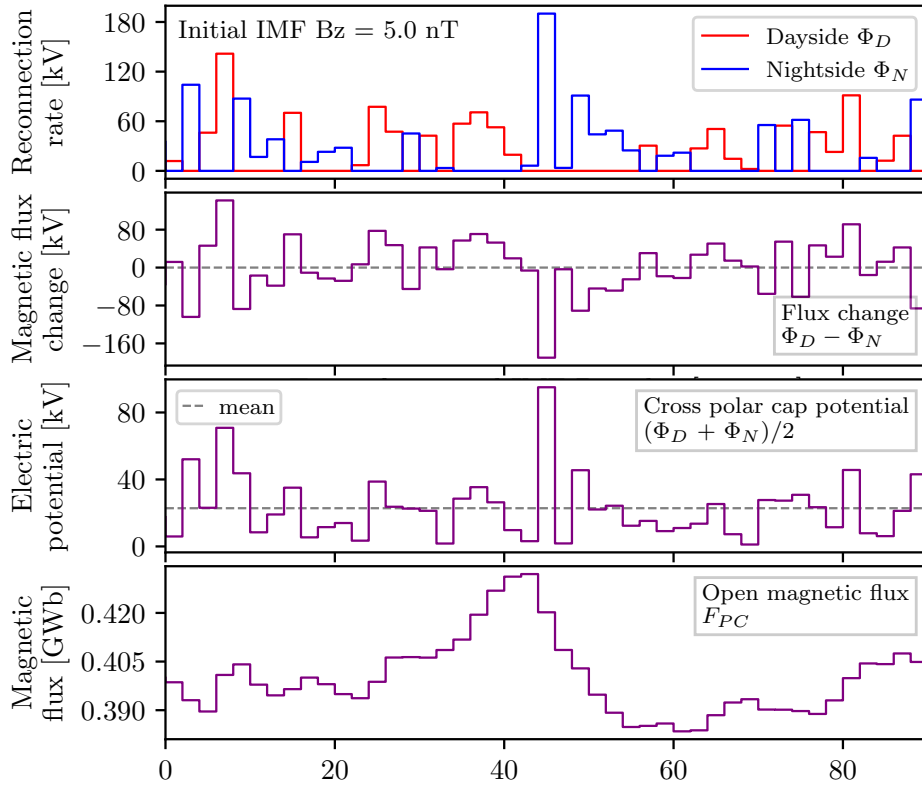 Reconnection
rate [kV]
180
120
60
0
Initial IMF Bz = 5.0 nT
Dayside Φ_D
Nightside Φ_N
Magnetic flux
change [kV]
80
0
−80
−160
Flux change
Φ_D − Φ_N
Electric
potential [kV]
80
40
0
mean
Cross polar cap potential
(Φ_D + Φ_N)/2
Magnetic
flux [GWb]
0.420
0.405
0.390
Open magnetic flux
F_PC
0
20
40
60
80